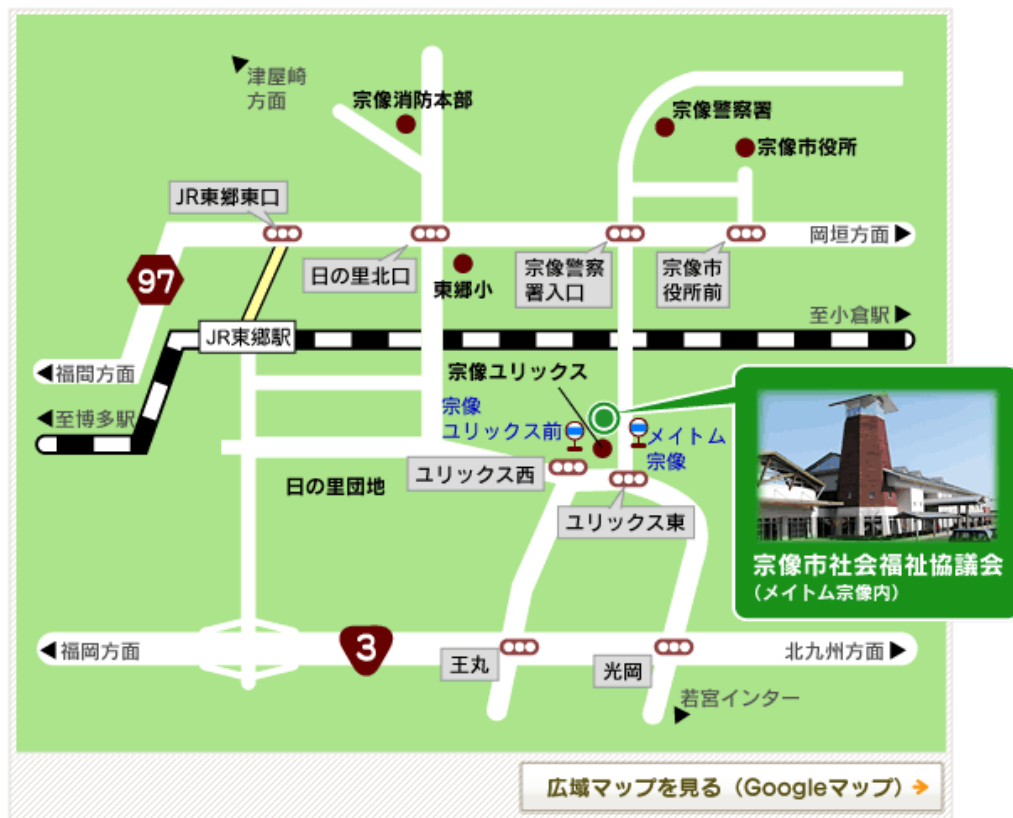 津屋崎
方面
宗像消防本部
宗像警察署
宗像市役所
JR東郷東口
岡垣方面
日の里北口
宗像警察
署入口
宗像市
役所前
97
東郷小
至小倉駅
JR東郷駅
福間方面
宗像ユリックス
至博多駅
宗像
ユリックス前
メイトム
宗像
ユリックス西
日の里団地
ユリックス東
宗像市社会福祉協議会
(メイトム宗像内)
福岡方面
3
王丸
光岡
北九州方面
若宮インター
広域マップを見る(Googleマップ)